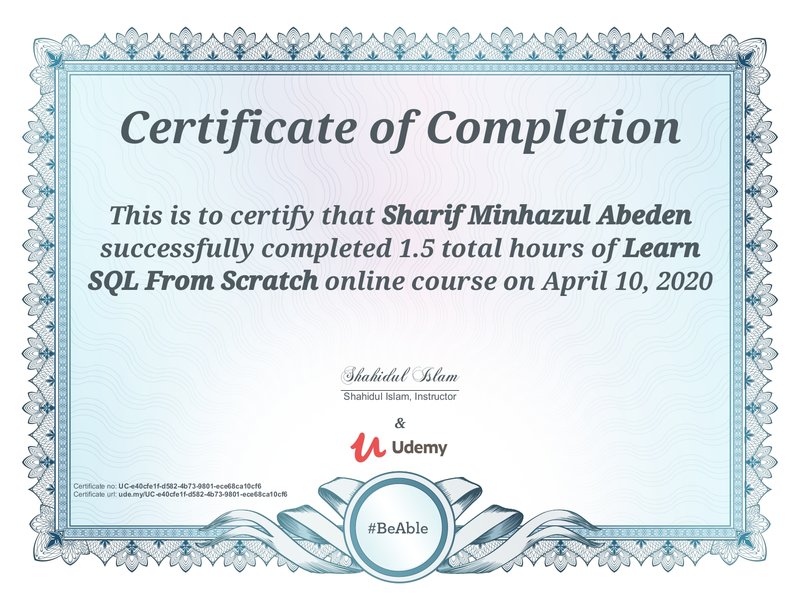 Certificate of Completion
This is to certify that Sharif Minhazul Abeden
successfully completed 1.5 total hours of Learn
SQL From Scratch online course on April 10, 2020
Shahidul Islam
Shahidul Islam, Instructor
&
Udemy
Certificate no: UC-e40cfe1f-d582-4b73-9801-ece68ca10cf6
Certificate url: ude.my/UC-e40cfe1f-d582-4b73-9801-ece68ca10cf6
#BeAble